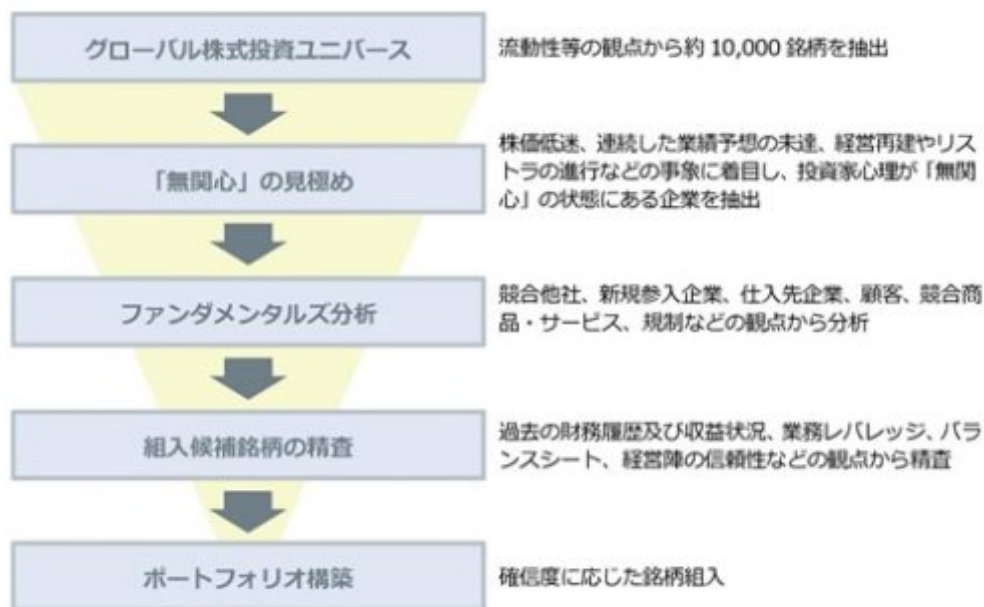 グローバル株式投資ユニバース
流動性等の観点から約 10,000 銘柄を抽出
「無関心」の見極め
株価低迷、連続した業績予想の未達、経営再建やリス
トラの進行などの事象に着目し、投資家心理が「無関
心」の状態にある企業を抽出
ファンダメンタルズ分析
競合他社、新規参入企業、仕入先企業、顧客、競合商
品・サービス、規制などの観点から分析
組入候補銘柄の精査
過去の財務履歴及び収益状況、業務レバレッジ、バラ
ンスシート、経営陣の信頼性などの観点から精査
ポートフォリオ構築
確信度に応じた銘柄組入